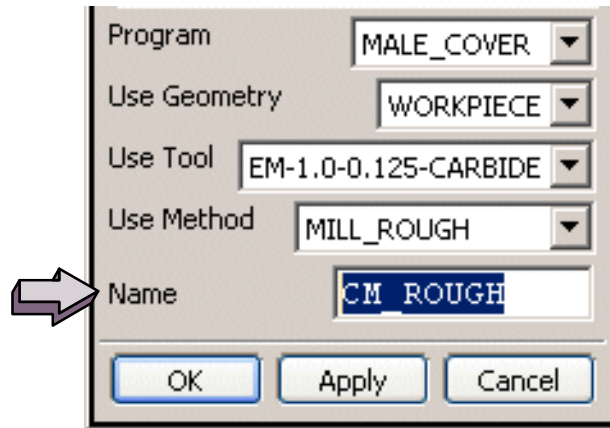 Program MALE_COVER
Use Geometry WORKPIECE
Use Tool EM-1.0-0.125-CARBIDE
Use Method MILL_ROUGH
Name CM_ROUGH
OK Apply Cancel